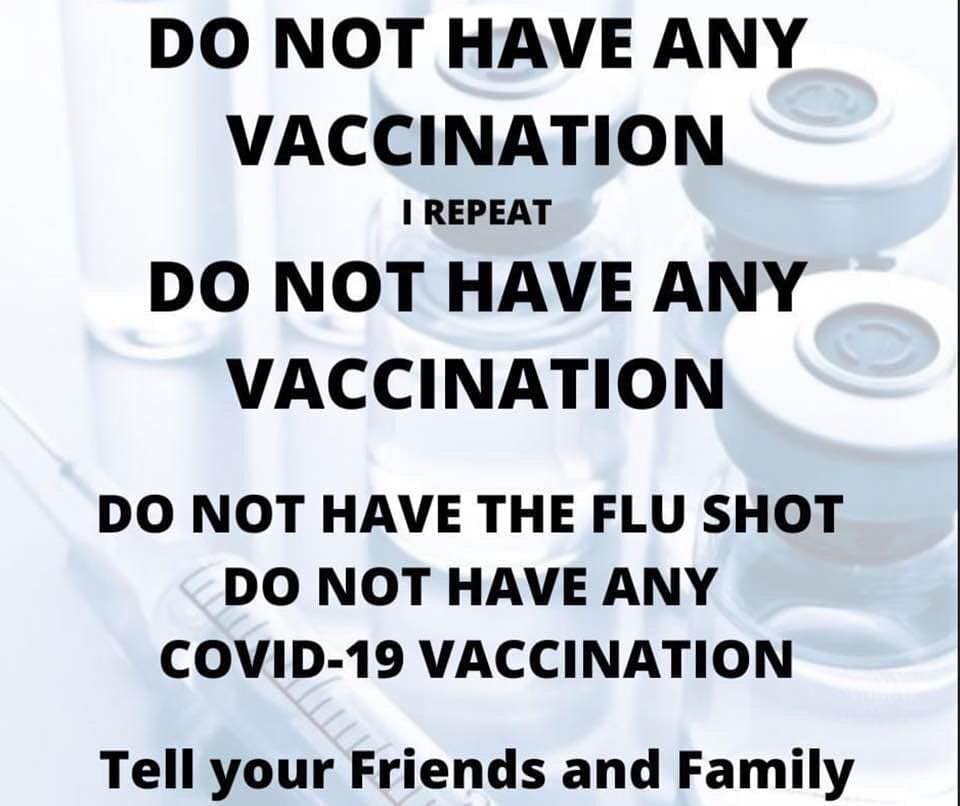 DO NOT HAVE ANY
VACCINATION
I REPEAT
DO NOT HAVE ANY
VACCINATION
DO NOT HAVE THE FLU SHOT
DO NOT HAVE ANY
COVID-19 VACCINATION
Tell your Friends and Family